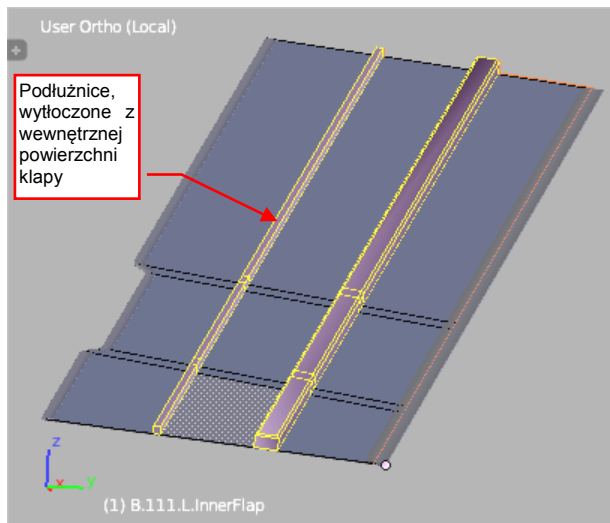 User Ortho (Local)
+
Podłużnice,
wytłoczone z
wewnętrznej
powierzchni
klapy
z
x y
(1) B.111.L.InnerFlap